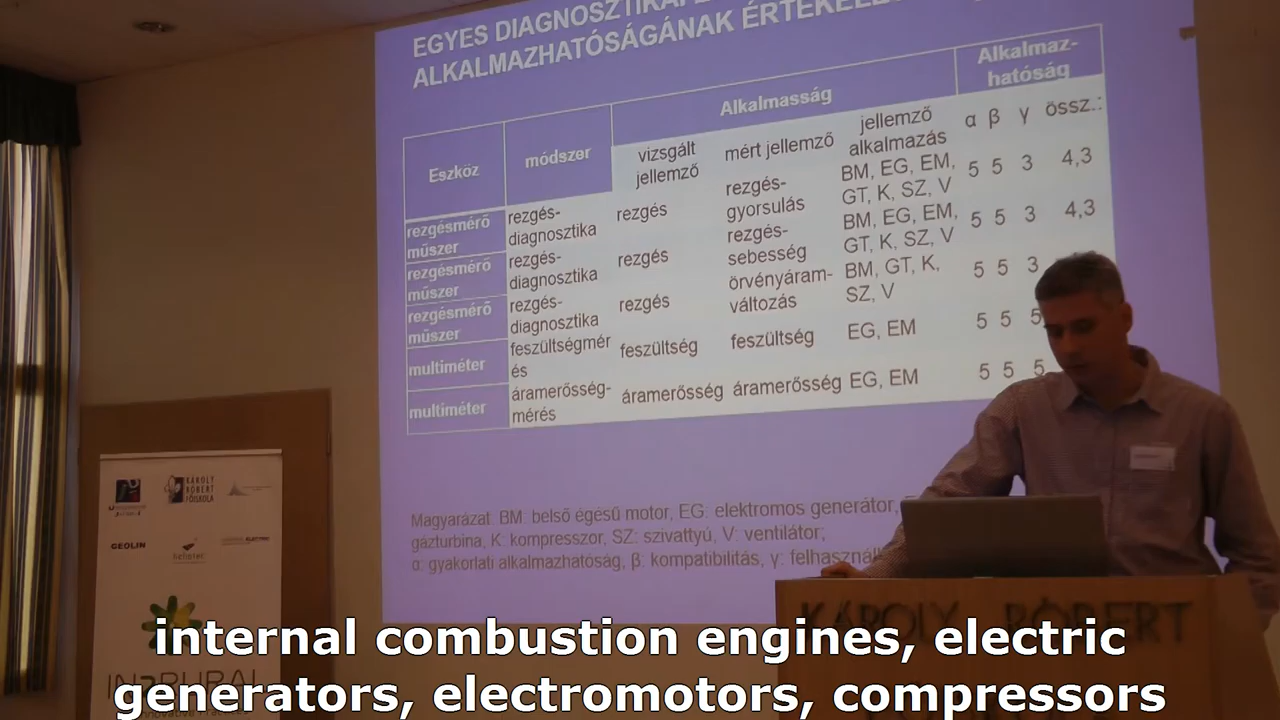 EGYES
ALKALMAZHATÓSÁGÁNAK
Eszköz
módszer
Alkalmasság
Alkalmaz-
hatóság
vizsgált
jellemző
mért jellemző
jellemző
alkalmazás
α β γ össz.:
rezgésmérő
műszer
rezgés-
diagnosztika
rezgés
rezgés-
gyorsulás
BM, EG, EM,
GT, K, SZ, V
5 5 3 4,3
rezgésmérő
műszer
rezgés-
diagnosztika
rezgés
rezgés-
sebesség
BM, EG, EM,
GT, K, SZ, V
5 5 3 4,3
rezgésmérő
műszer
rezgés-
diagnosztika
rezgés
örvényáram-
változás
BM, GT, K,
SZ, V
5 5 3
multiméter
feszültségmér
és
feszültség
feszültség
EG, EM
5 5 5
multiméter
áramerősség-
mérés
áramerősség
áramerősség
EG, EM
5 5 5
Magyarázat: BM: belső égésű motor, EG: elektromos generátor,
gázturbina, K: kompresszor, SZ: szivattyú, V: ventilátor;
α: gyakorlati alkalmazhatóság, β: kompatibilitás, γ:
KÁROLY
RÓBERT
FŐISKOLA
GEOLIN
KÁROLY RÓBERT
internal combustion engines, electric
generators, electromotors, compressors